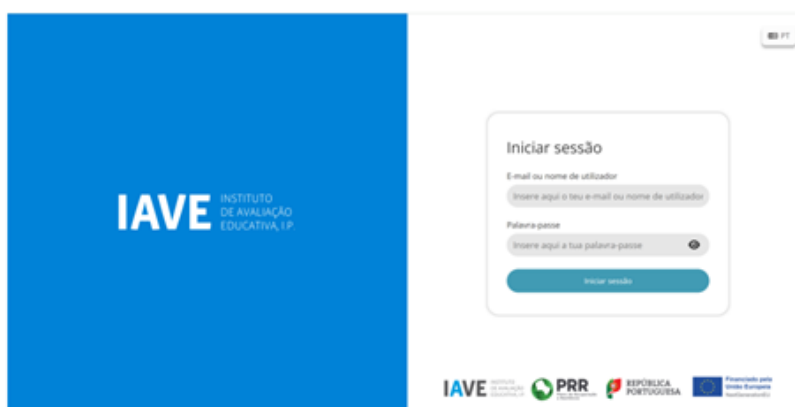 PT
IAVE
INSTITUTO
DE AVALIAÇÃO
EDUCATIVA, I.P.
Iniciar sessão
E-mail ou nome de utilizador
Insere aqui o teu e-mail ou nome de utilizador
Palavra-passe
Insere aqui a tua palavra-passe
Iniciar sessão
IAVE
PRR
REPÚBLICA
PORTUGUESA
Financiado pela
União Europeia
NextGenerationEU